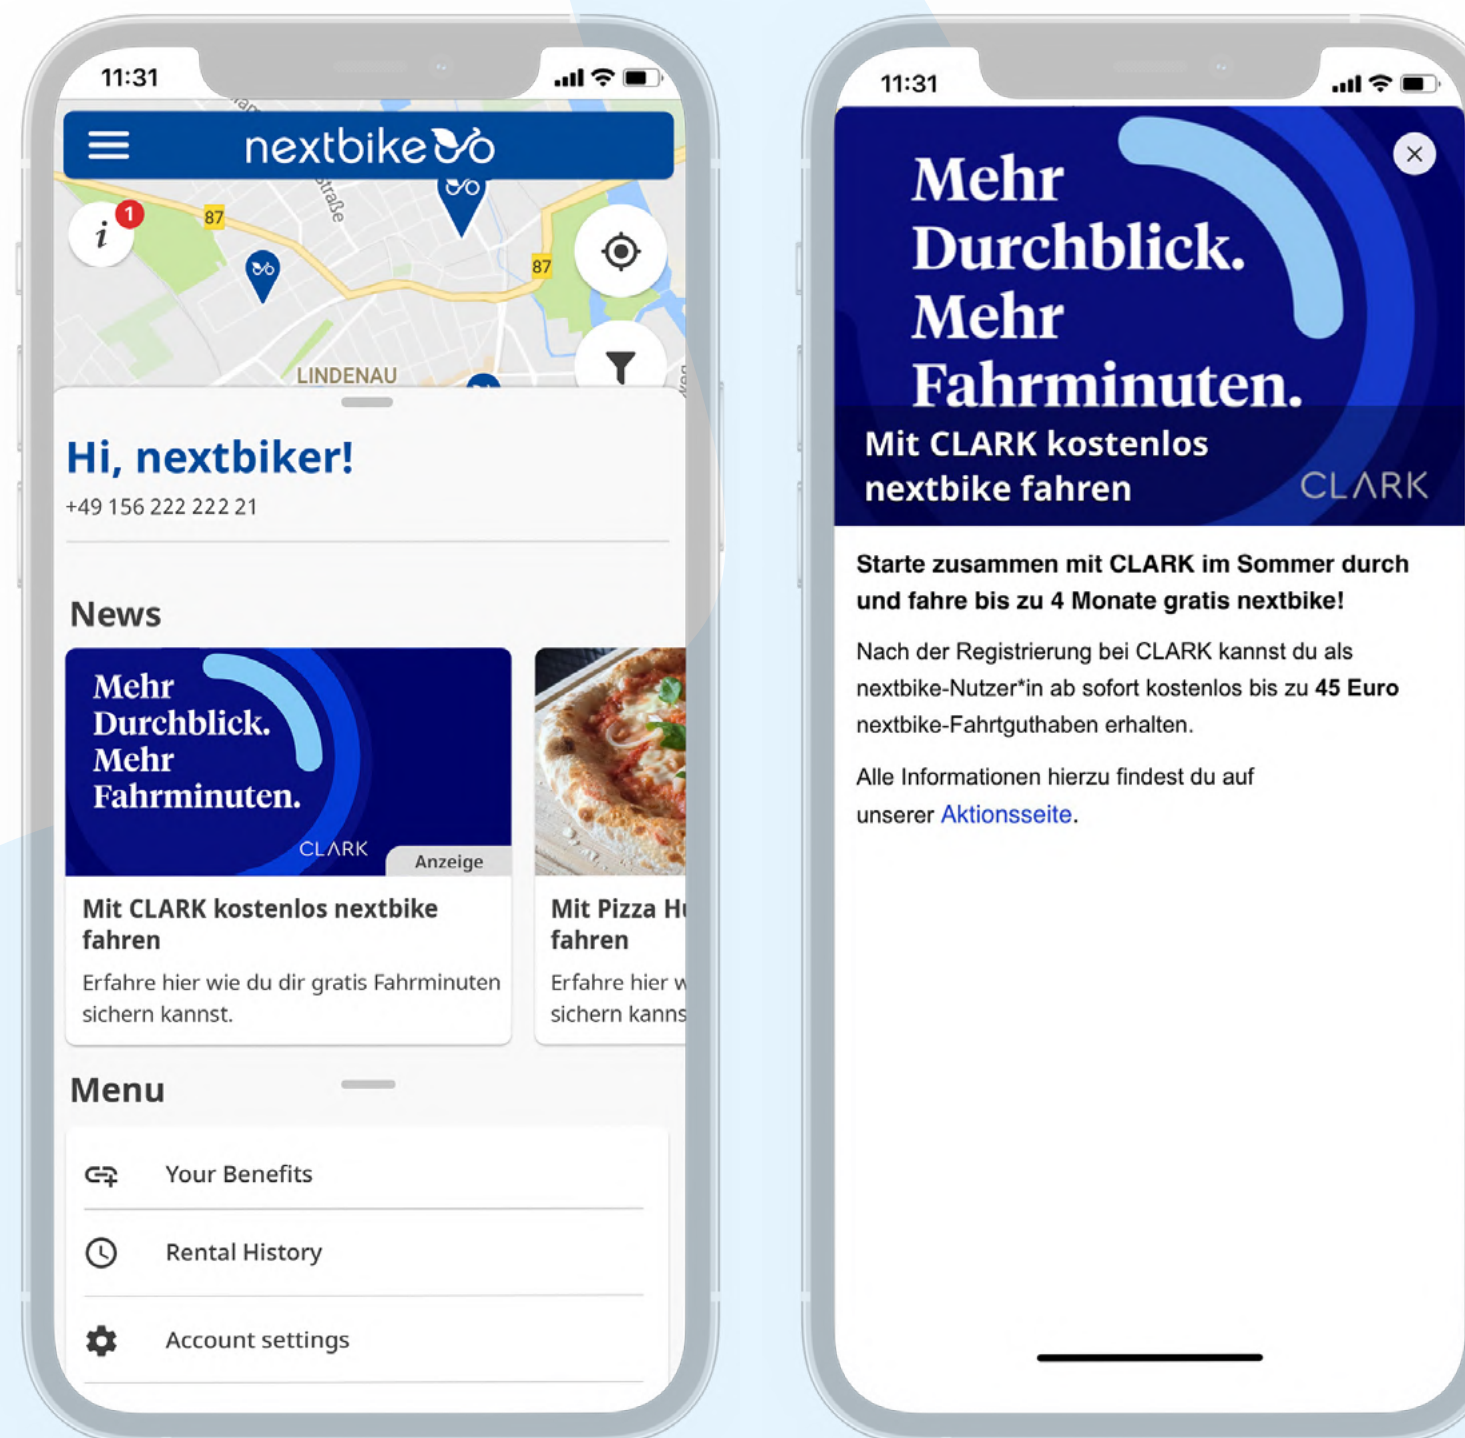 11:31
nextbike
straße
1
i
87
87
LINDENAU
Hi, nextbiker!
+49 156 222 222 21
News
Mehr
Durchblick.
Mehr
Fahrminuten.
CLARK
Anzeige
Mit CLARK kostenlos nextbike
fahren
Erfahre hier wie du dir gratis Fahrminuten
sichern kannst.
Mit Pizza
fahren
Erfahre hier
sichern
Menu
Your Benefits
Rental History
Account settings
11:31
Mehr
Durchblick.
Mehr
Fahrminuten.
Mit CLARK kostenlos
nextbike fahren
CLARK
Starte zusammen mit CLARK im Sommer durch
und fahre bis zu 4 Monate gratis nextbike!
Nach der Registrierung bei CLARK kannst du als
nextbike-Nutzer*in ab sofort kostenlos bis zu 45 Euro
nextbike-Fahrtguthaben erhalten.
Alle Informationen hierzu findest du auf
unserer Aktionsseite.